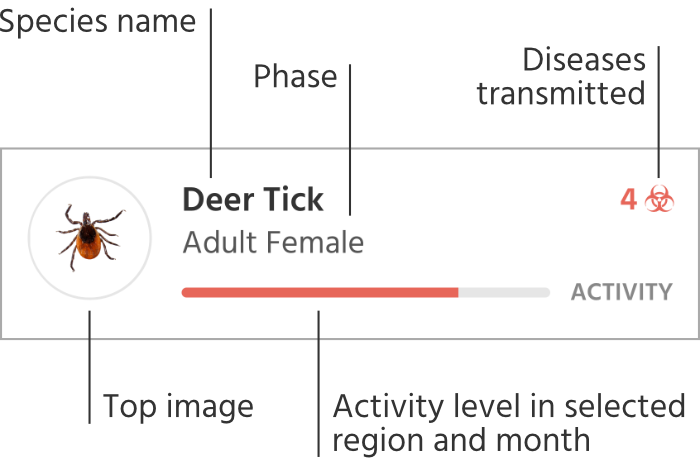 Species name
Phase
Diseases
transmitted
Deer Tick
4
Adult Female
ACTIVITY
Top image
Activity level in selected
region and month